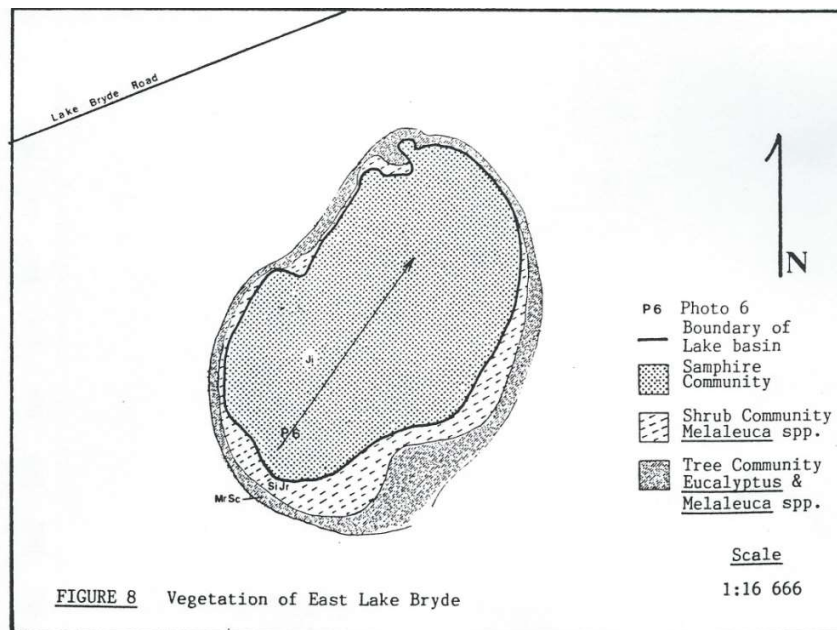 Lake Bryde Road
N
P6 Photo 6
Boundary of
Lake basin
Samphire
Community
Shrub Community
Melaleuca spp.
Tree Community
Eucalyptus &
Melaleuca spp.
Ji
P6
Si Jr
MrSc
Scale
1:16 666
FIGURE 8 Vegetation of East Lake Bryde